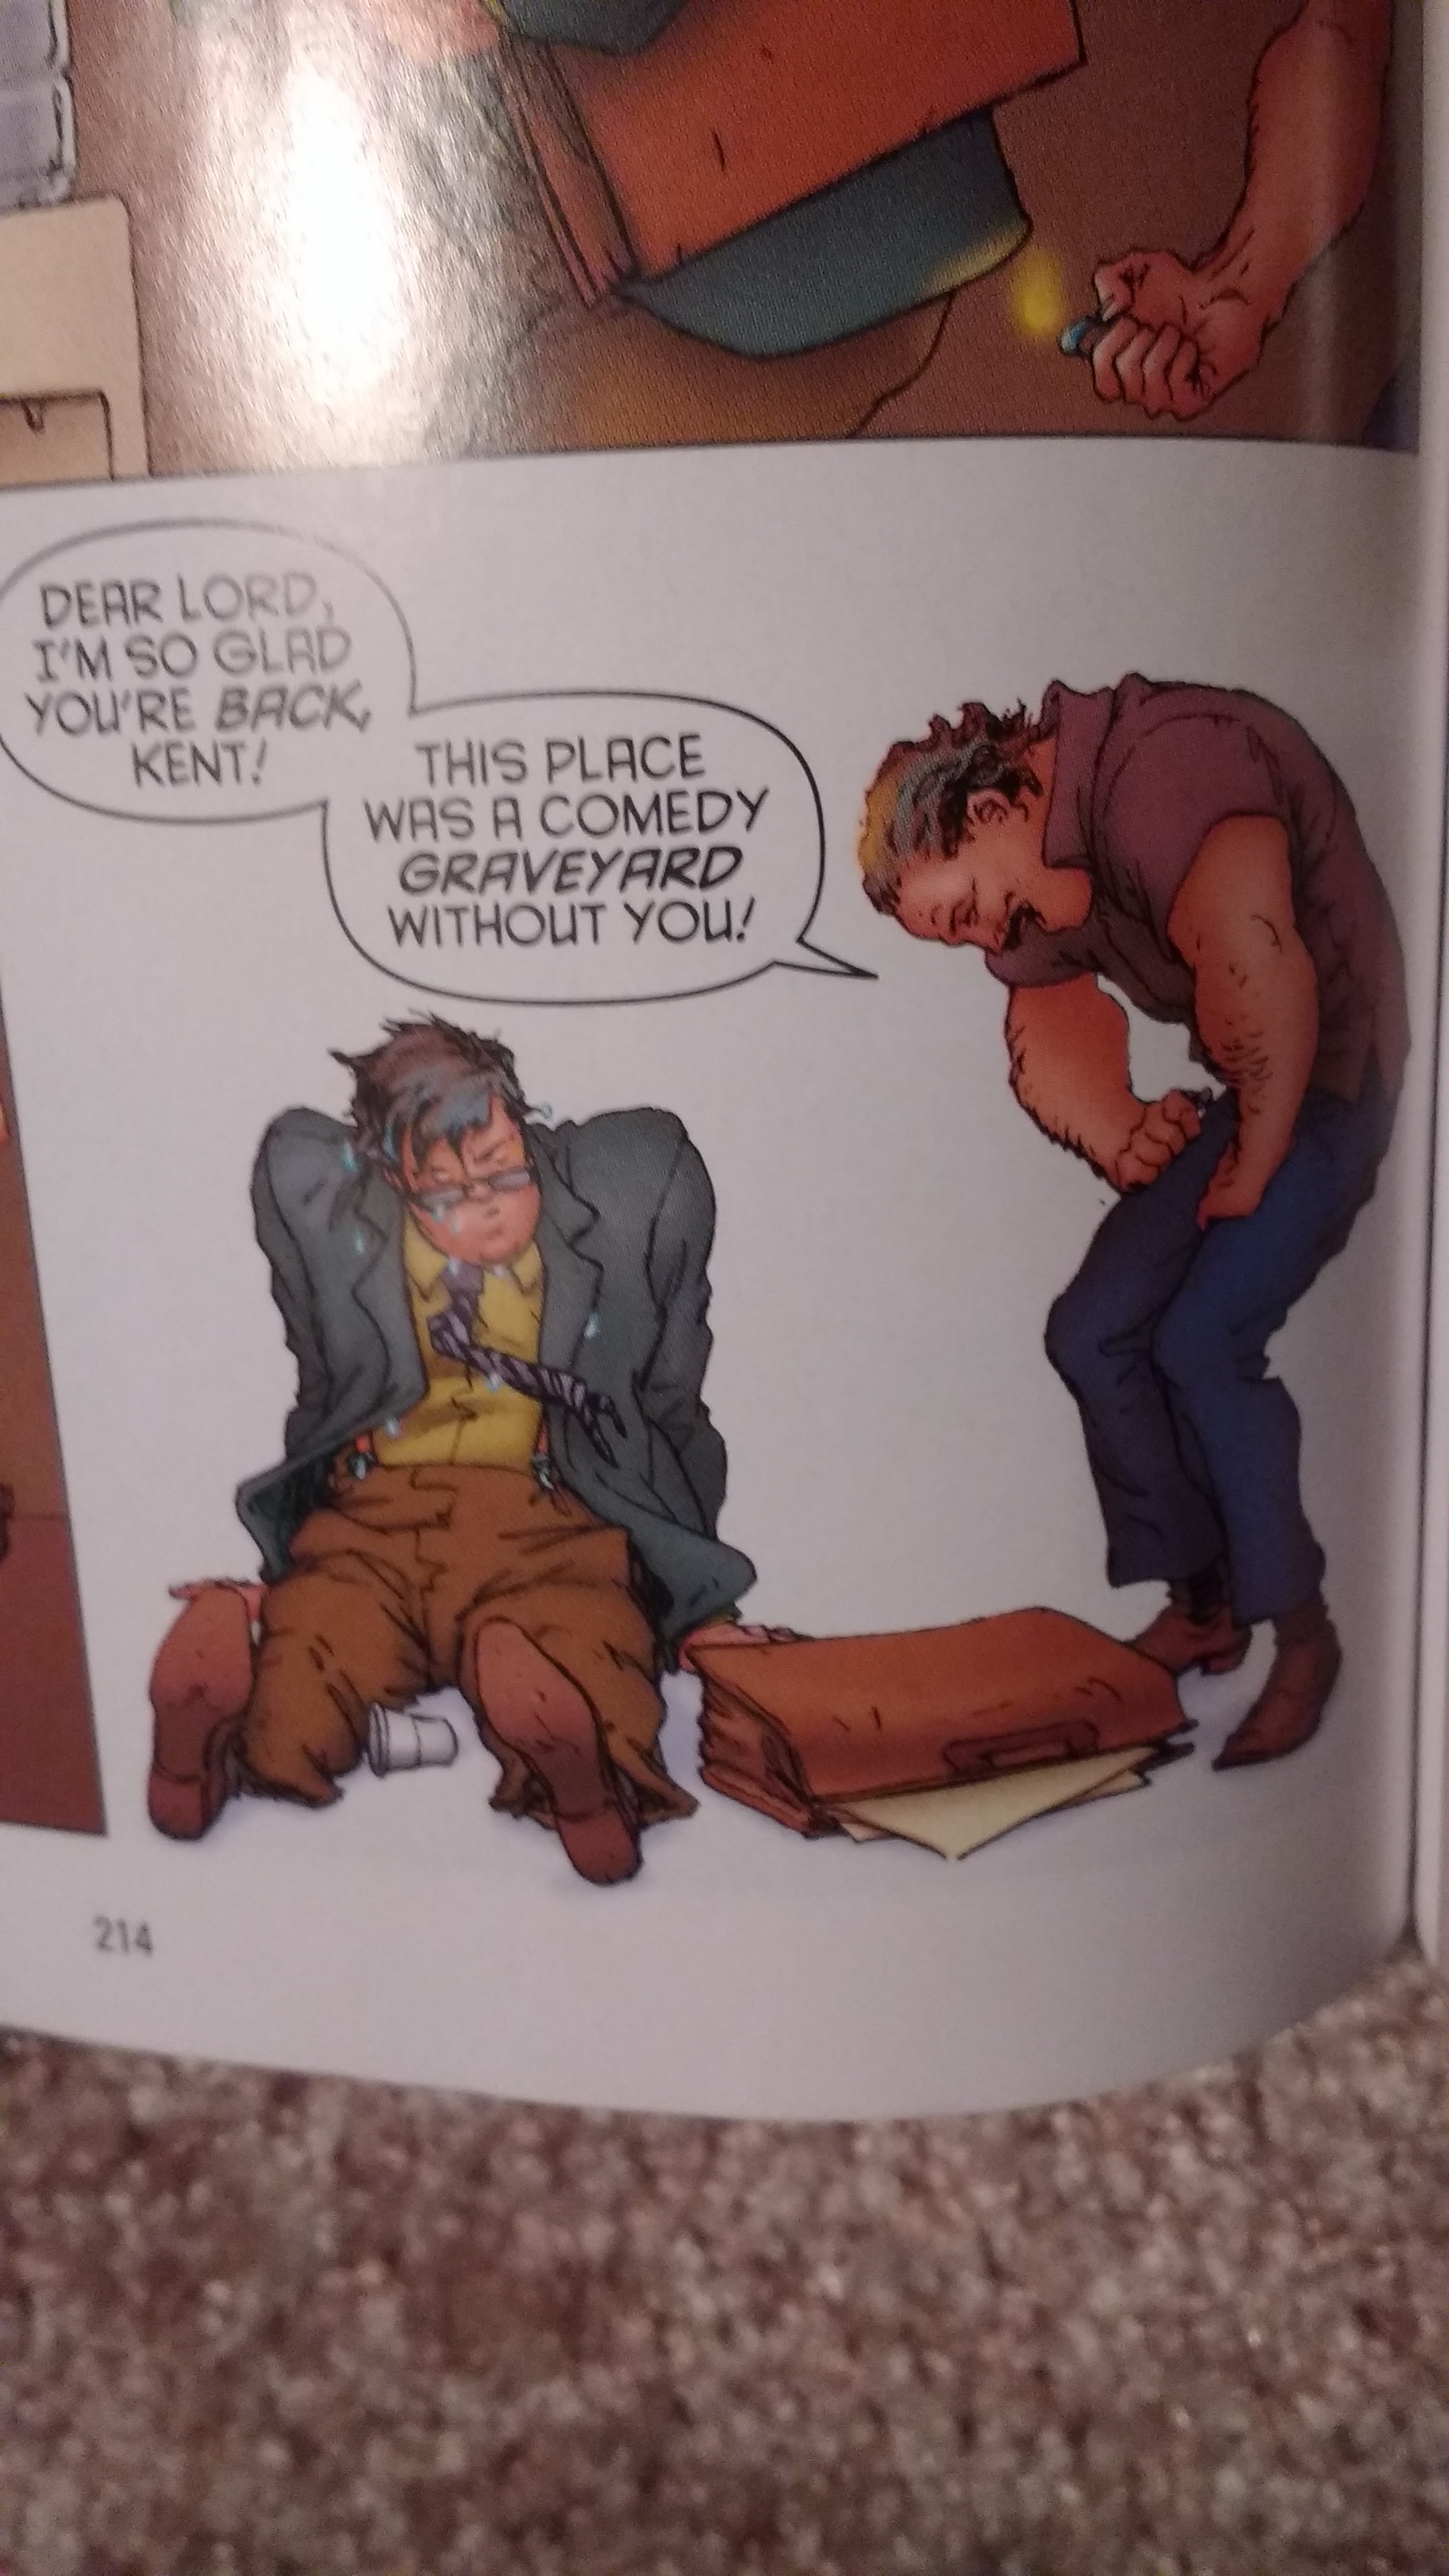 DEAR LORD,
I'M SO GLAD
YOU'RE BACK,
KENT!
THIS PLACE
WAS A COMEDY
GRAVEYARD
WITHOUT YOU!
214